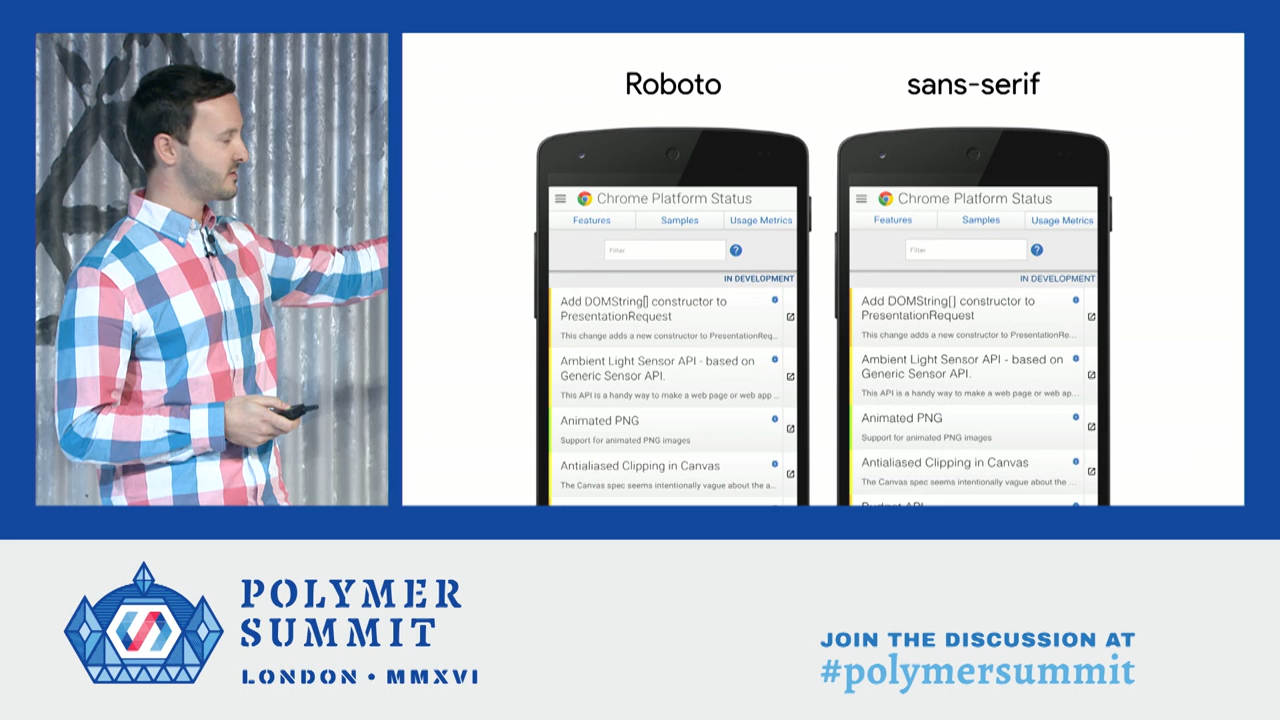 Roboto
sans-serif
Chrome Platform Status
Features
Samples
Usage Metrics
Filter
?
IN DEVELOPMENT
Add DOMString[] constructor to
PresentationRequest
This change adds a new constructor to PresentationReq...
Ambient Light Sensor API - based on
Generic Sensor API.
This API is a handy way to make a web page or web app ...
Animated PNG
Support for animated PNG images
Antialiased Clipping in Canvas
The Canvas spec seems intentionally vague about the a...
Chrome Platform Status
Features
Samples
Usage Metrics
Filter
?
IN DEVELOPMENT
Add DOMString[] constructor to
PresentationRequest
This change adds a new constructor to PresentationRe...
Ambient Light Sensor API - based on
Generic Sensor API.
This API is a handy way to make a web page or web ap...
Animated PNG
Support for animated PNG images
Antialiased Clipping in Canvas
The Canvas spec seems intentionally vague about the ...
Budget API
POLYMER
SUMMIT
LONDON • MMXVI
JOIN THE DISCUSSION AT
#polymersummit